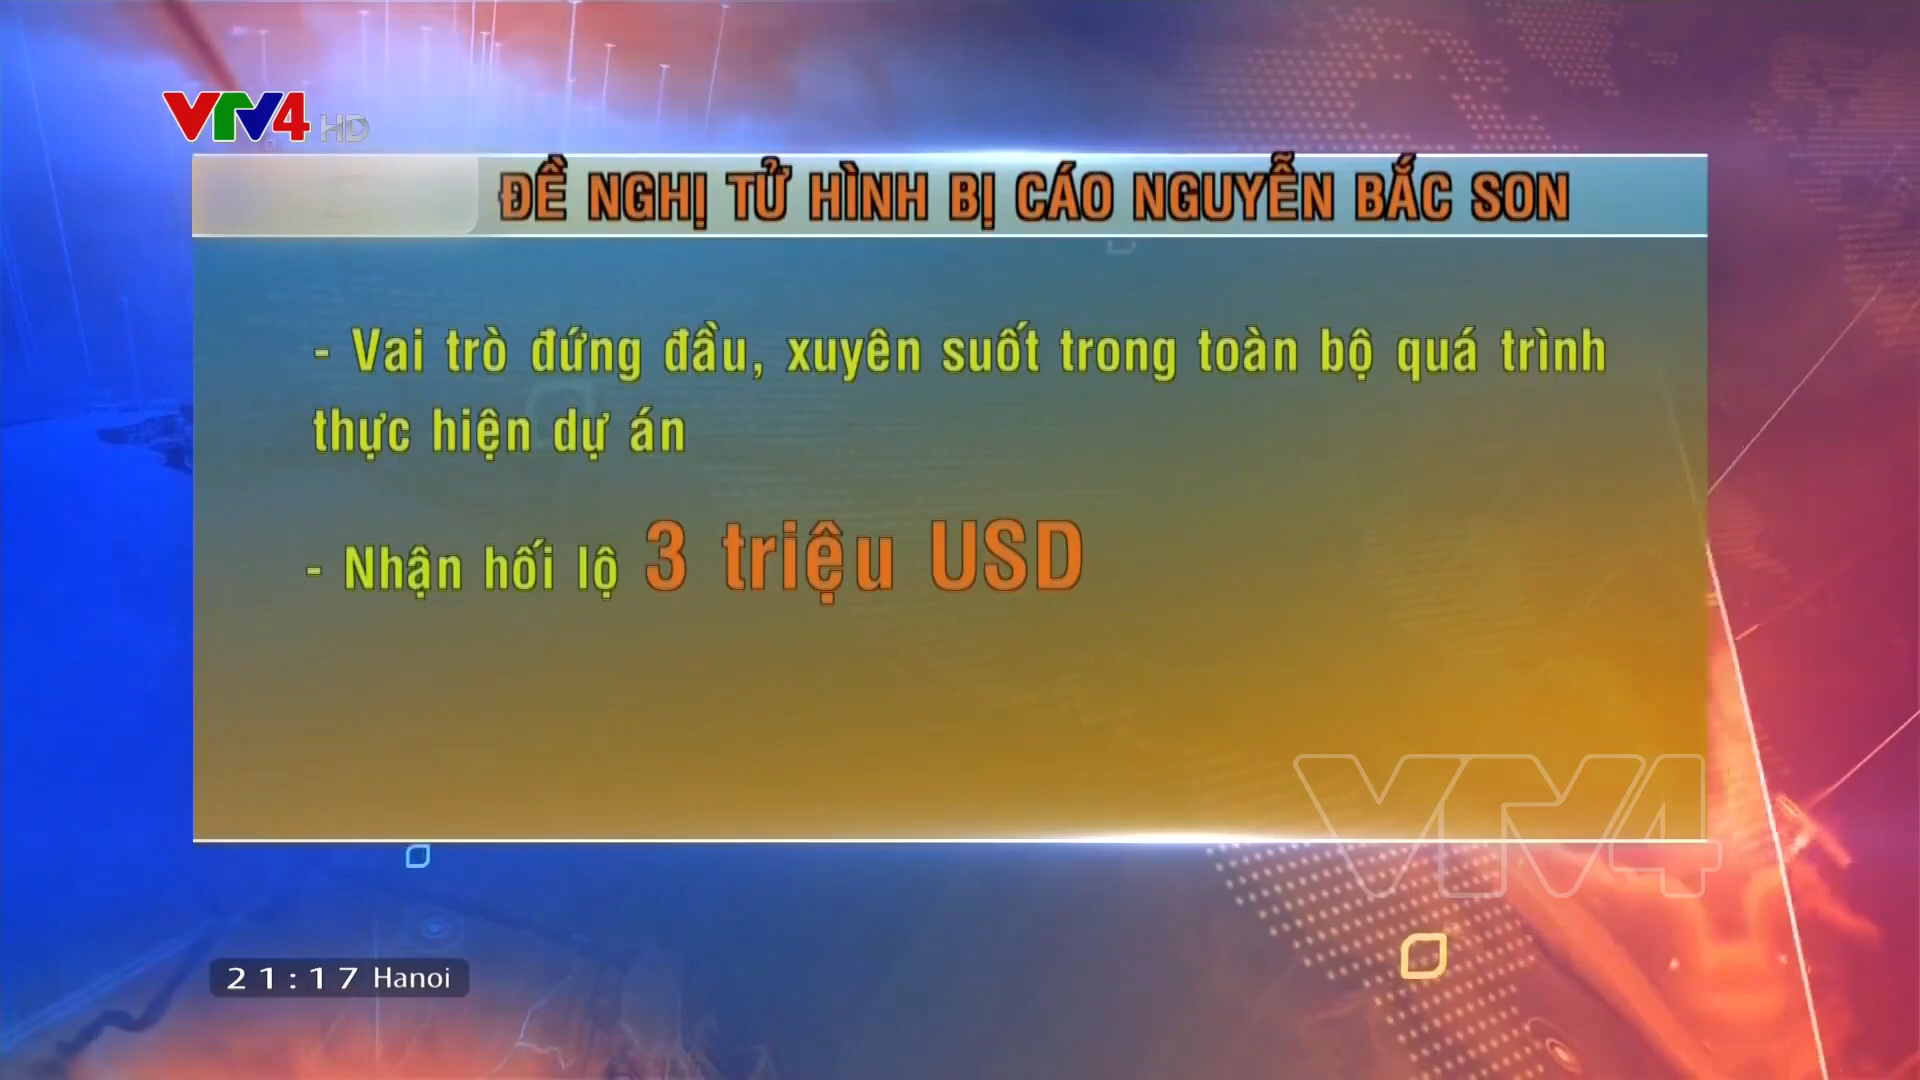 VTV4 HD
ĐỀ NGHỊ TỬ HÌNH BỊ CÁO NGUYỄN BẮC SON
- Vai trò đứng đầu, xuyên suốt trong toàn bộ quá trình
thực hiện dự án
- Nhận hối lộ 3 triệu USD
VTV4
21:17 Hanoi